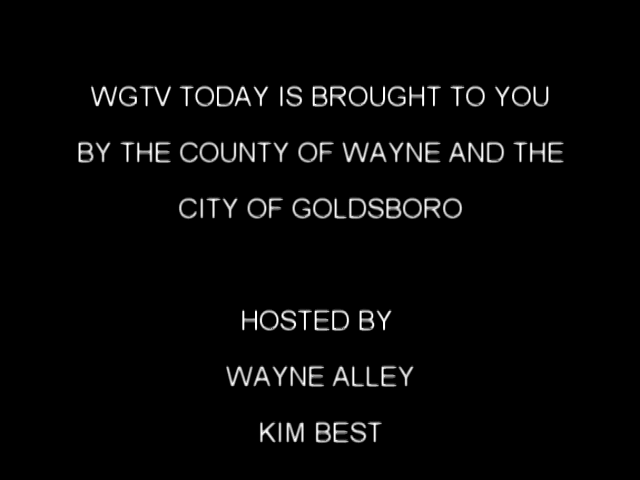 WGTV TODAY IS BROUGHT TO YOU
BY THE COUNTY OF WAYNE AND THE
CITY OF GOLDSBORO
HOSTED BY
WAYNE ALLEY
KIM BEST